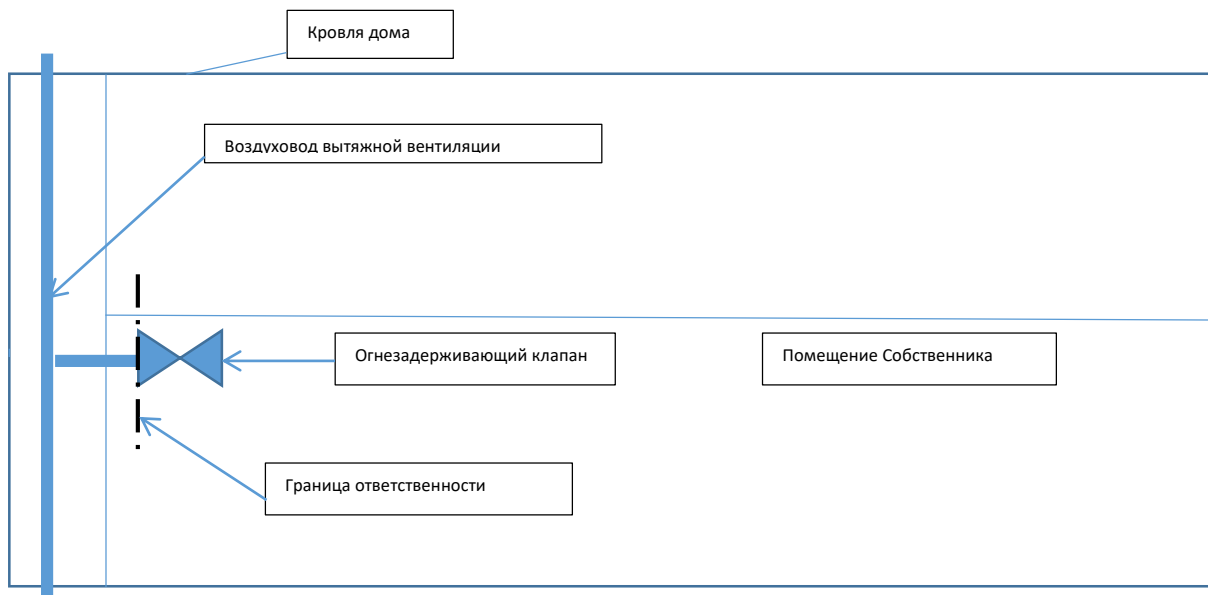 Кровля дома
Воздуховод вытяжной вентиляции
Огнезадерживающий клапан
Помещение Собственника
Граница ответственности